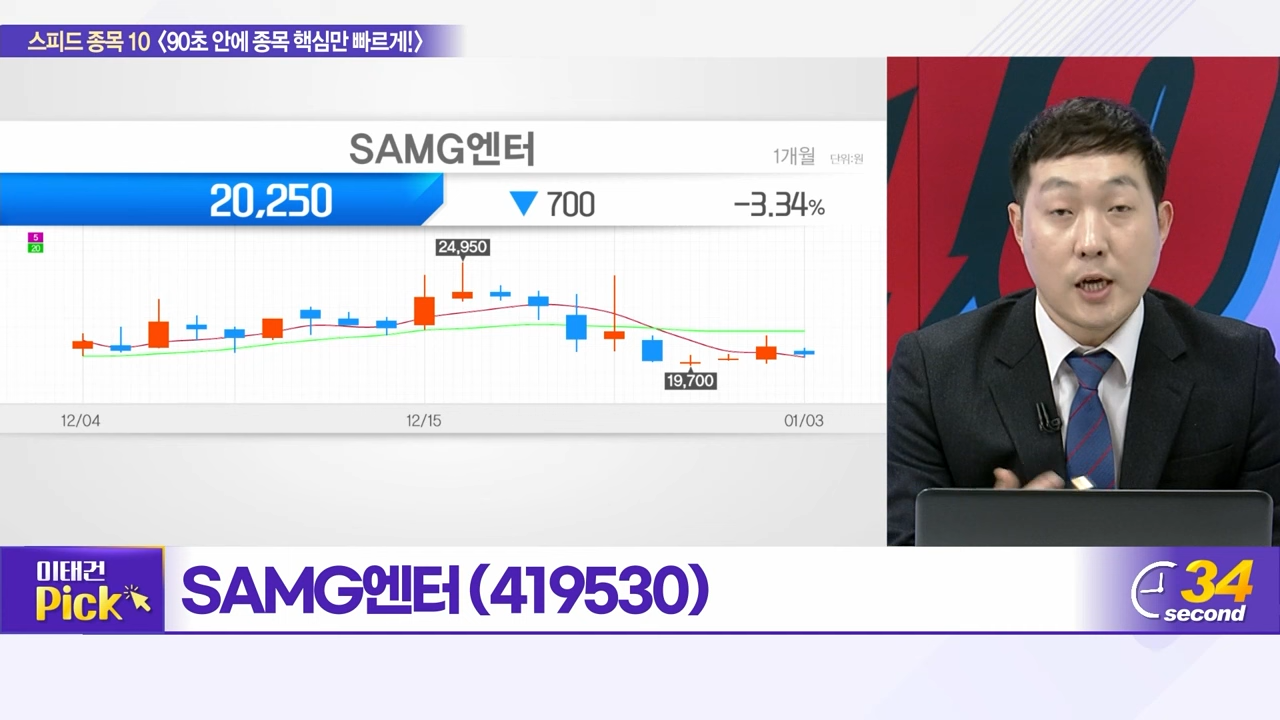 스피드 종목 10 〈90초 안에 종목 핵심만 빠르게!〉
SAMG엔터
1개월 단위:원
20,250 ▼ 700 -3.34%
5
20
24,950
19,700
12/04 12/15 01/03
이태건
Pick
SAMG엔터 (419530)
34
second